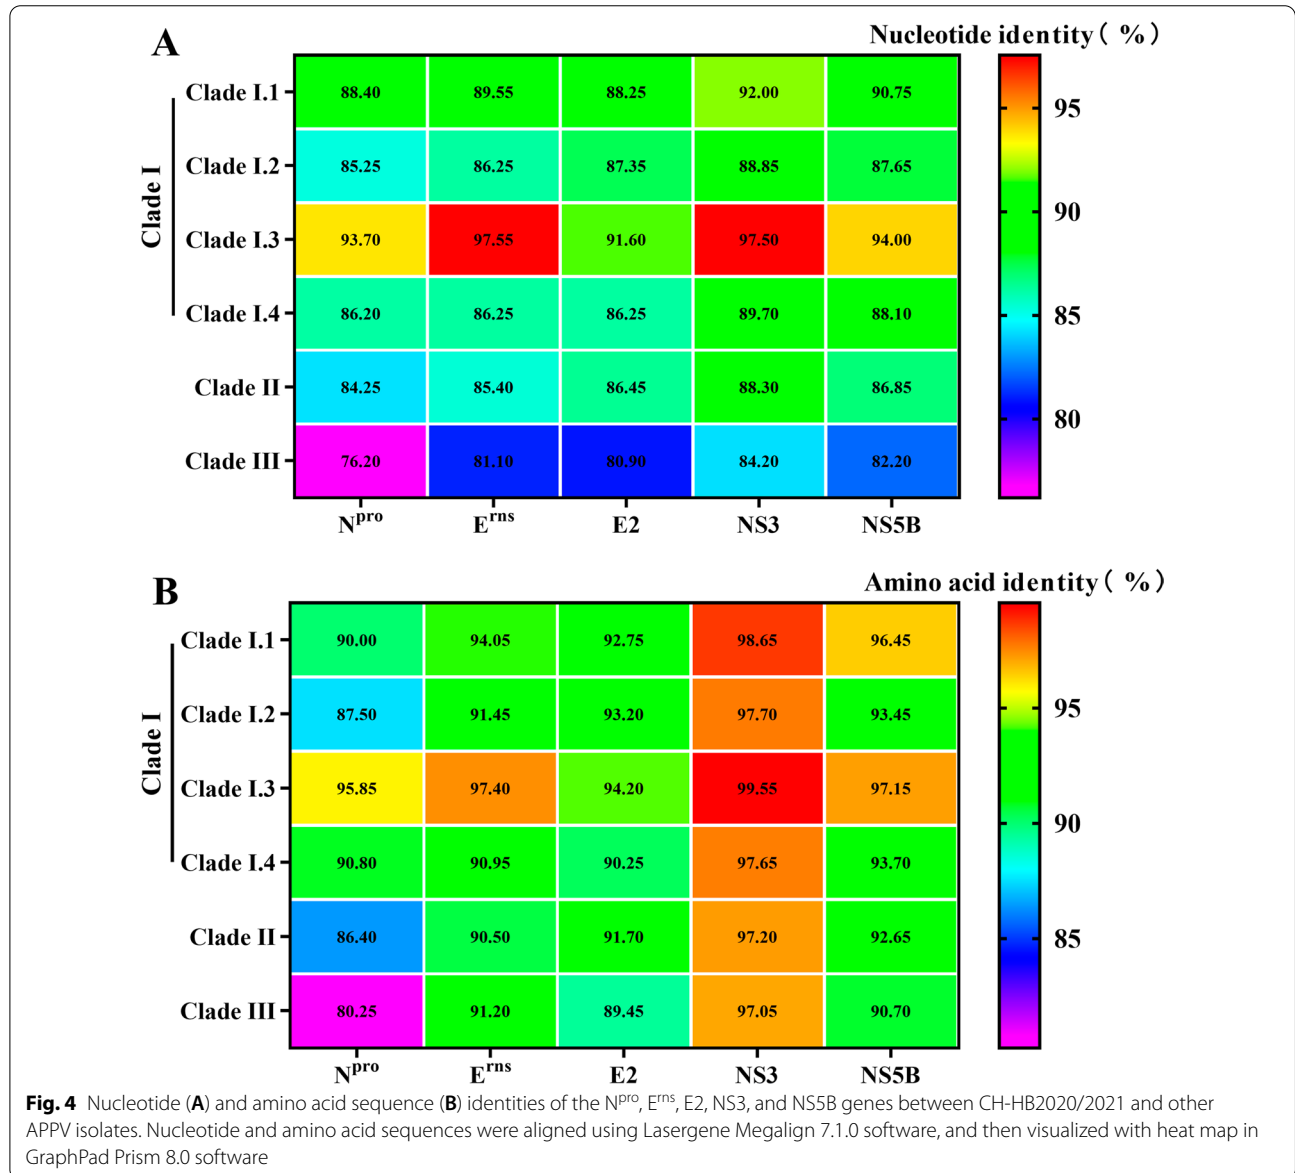 A
Nucleotide identity ( %)
Clade I
Clade I.1 88.40 89.55 88.25 92.00 90.75
Clade I.2 85.25 86.25 87.35 88.85 87.65
Clade I.3 93.70 97.55 91.60 97.50 94.00
Clade I.4 86.20 86.25 86.25 89.70 88.10
Clade II 84.25 85.40 86.45 88.30 86.85
Clade III 76.20 81.10 80.90 84.20 82.20
N^pro E^rns E2 NS3 NS5B
95
90
85
80
B
Amino acid identity ( %)
Clade I
Clade I.1 90.00 94.05 92.75 98.65 96.45
Clade I.2 87.50 91.45 93.20 97.70 93.45
Clade I.3 95.85 97.40 94.20 99.55 97.15
Clade I.4 90.80 90.95 90.25 97.65 93.70
Clade II 86.40 90.50 91.70 97.20 92.65
Clade III 80.25 91.20 89.45 97.05 90.70
N^pro E^rns E2 NS3 NS5B
95
90
85
Fig. 4 Nucleotide (A) and amino acid sequence (B) identities of the N^pro, E^rns, E2, NS3, and NS5B genes between CH-HB2020/2021 and other
APPV isolates. Nucleotide and amino acid sequences were aligned using Lasergene Megalign 7.1.0 software, and then visualized with heat map in
GraphPad Prism 8.0 software